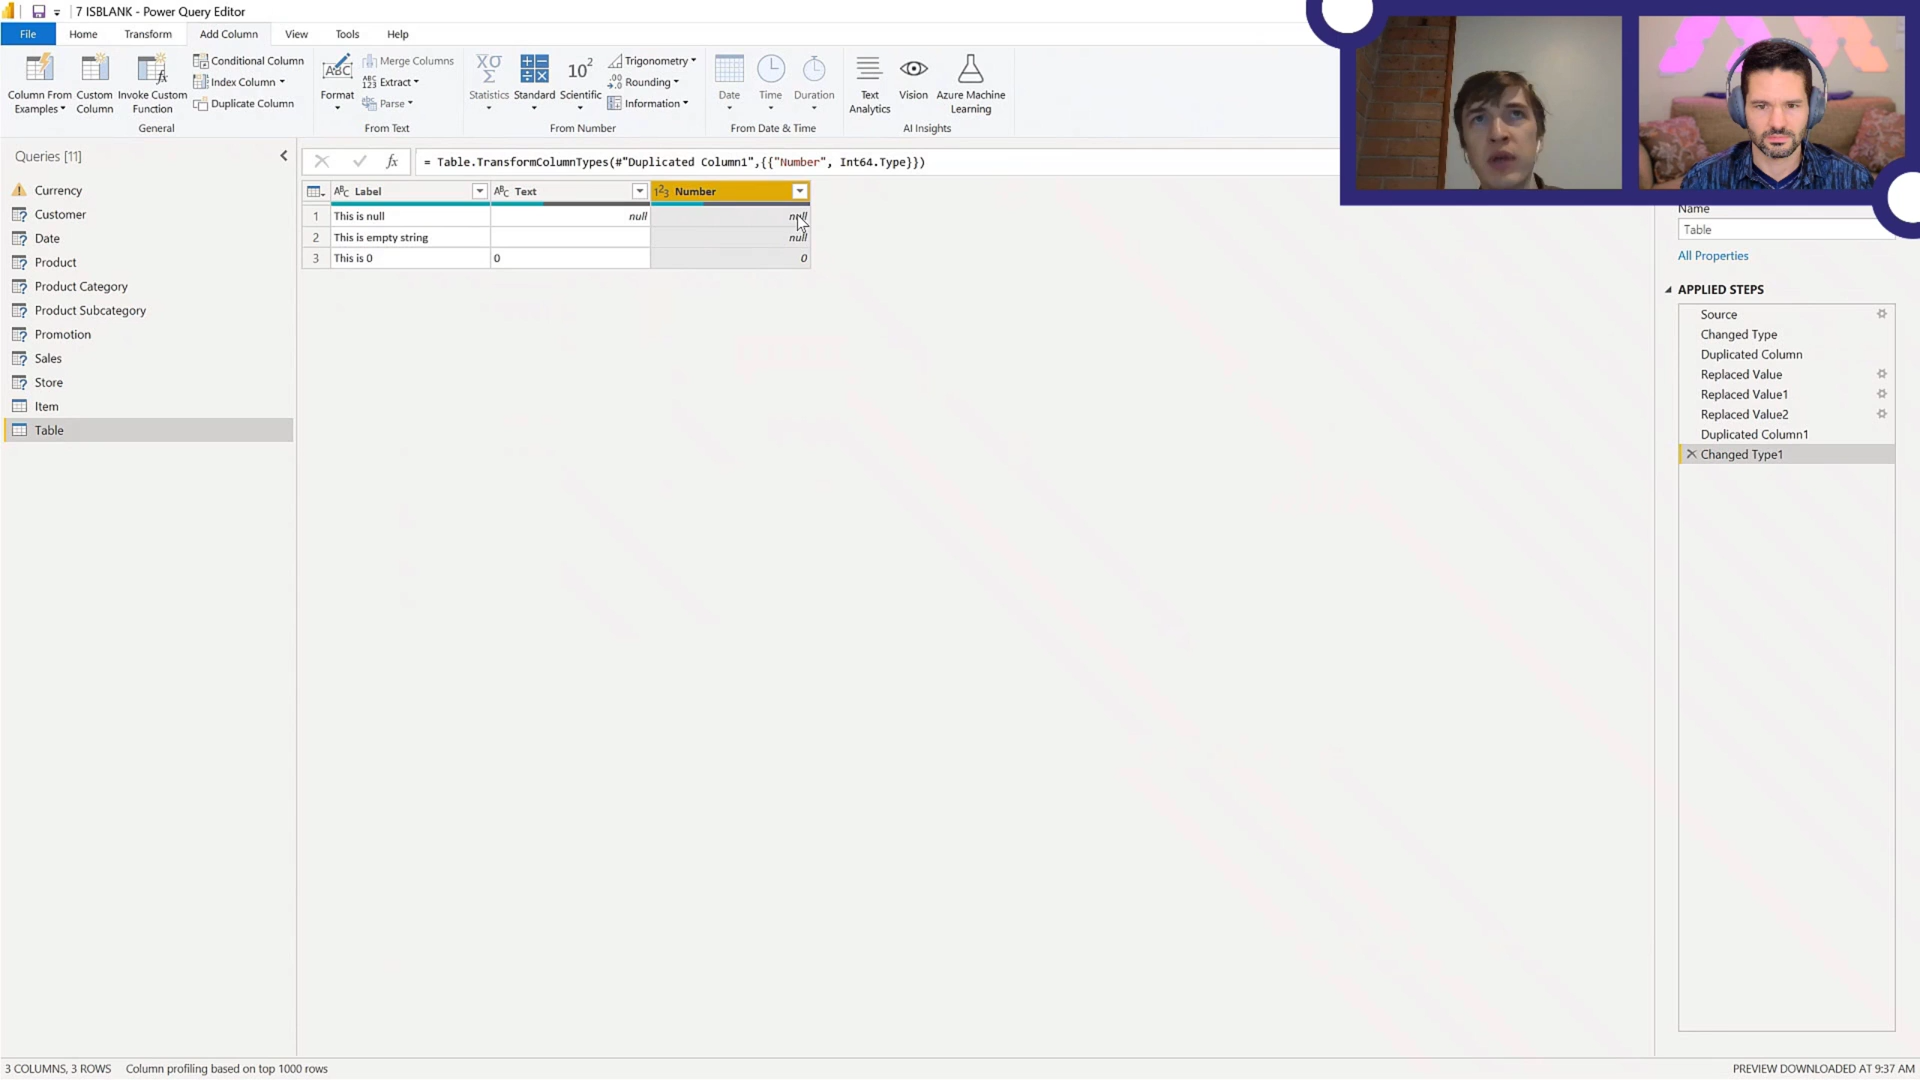 7 ISBLANK - Power Query Editor
File Home Transform Add Column View Tools Help
Column From Examples
Custom Column
Invoke Custom Function
Conditional Column
Index Column
Duplicate Column
General
Format
Merge Columns
Extract
Parse
From Text
Statistics
Standard
Scientific
Trigonometry
Rounding
Information
From Number
Date
Time
Duration
From Date & Time
Text Analytics
Vision
Azure Machine Learning
AI Insights
Queries [11]
Currency
Customer
Date
Product
Product Category
Product Subcategory
Promotion
Sales
Store
Item
Table
= Table.TransformColumnTypes(#"Duplicated Column1",{{"Number", Int64.Type}})
Label Text Number
1 This is null null null
2 This is empty string null
3 This is 0 0 0
Name
Table
All Properties
APPLIED STEPS
Source
Changed Type
Duplicated Column
Replaced Value
Replaced Value1
Replaced Value2
Duplicated Column1
Changed Type1
3 COLUMNS, 3 ROWS Column profiling based on top 1000 rows
PREVIEW DOWNLOADED AT 9:37 AM